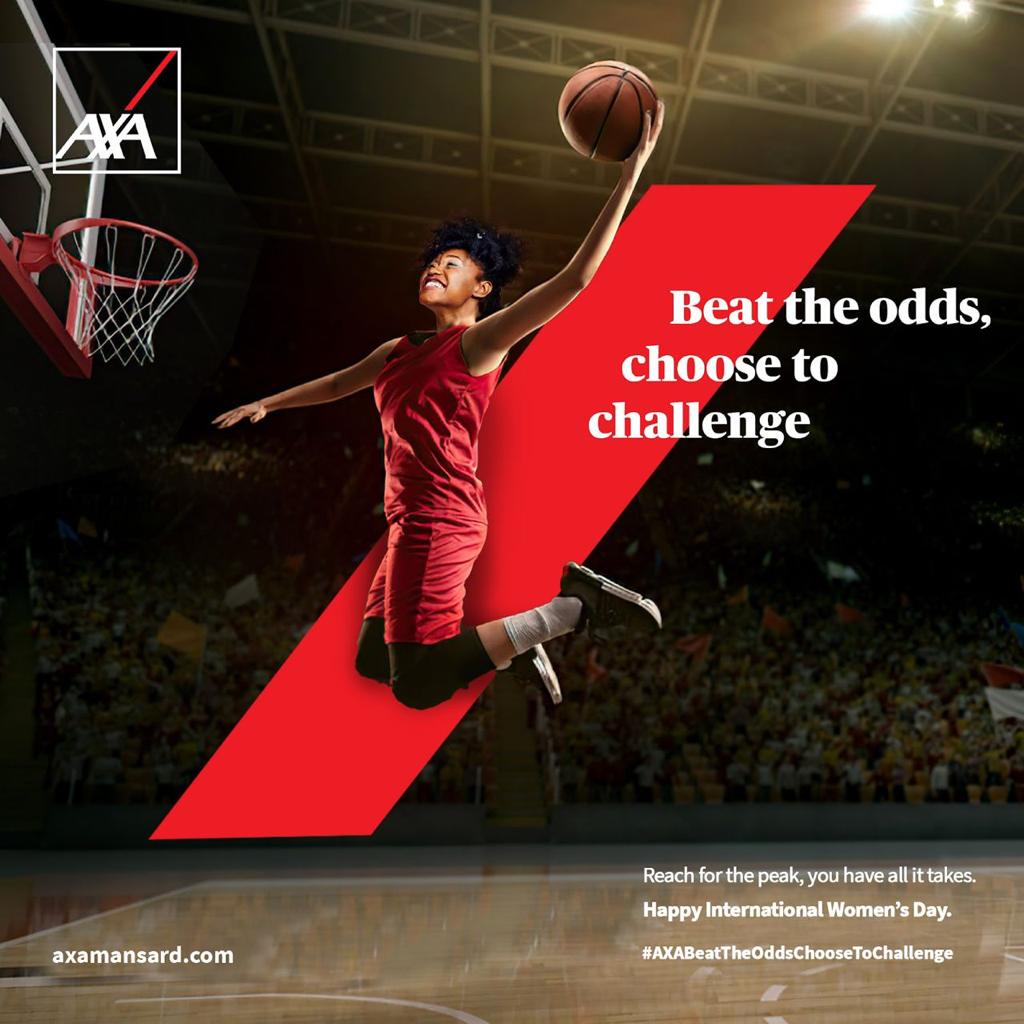 AXA
Beat the odds,
choose to
challenge
Reach for the peak, you have all it takes.
Happy International Women's Day.
#AXABeatTheOddsChooseToChallenge
axamansard.com